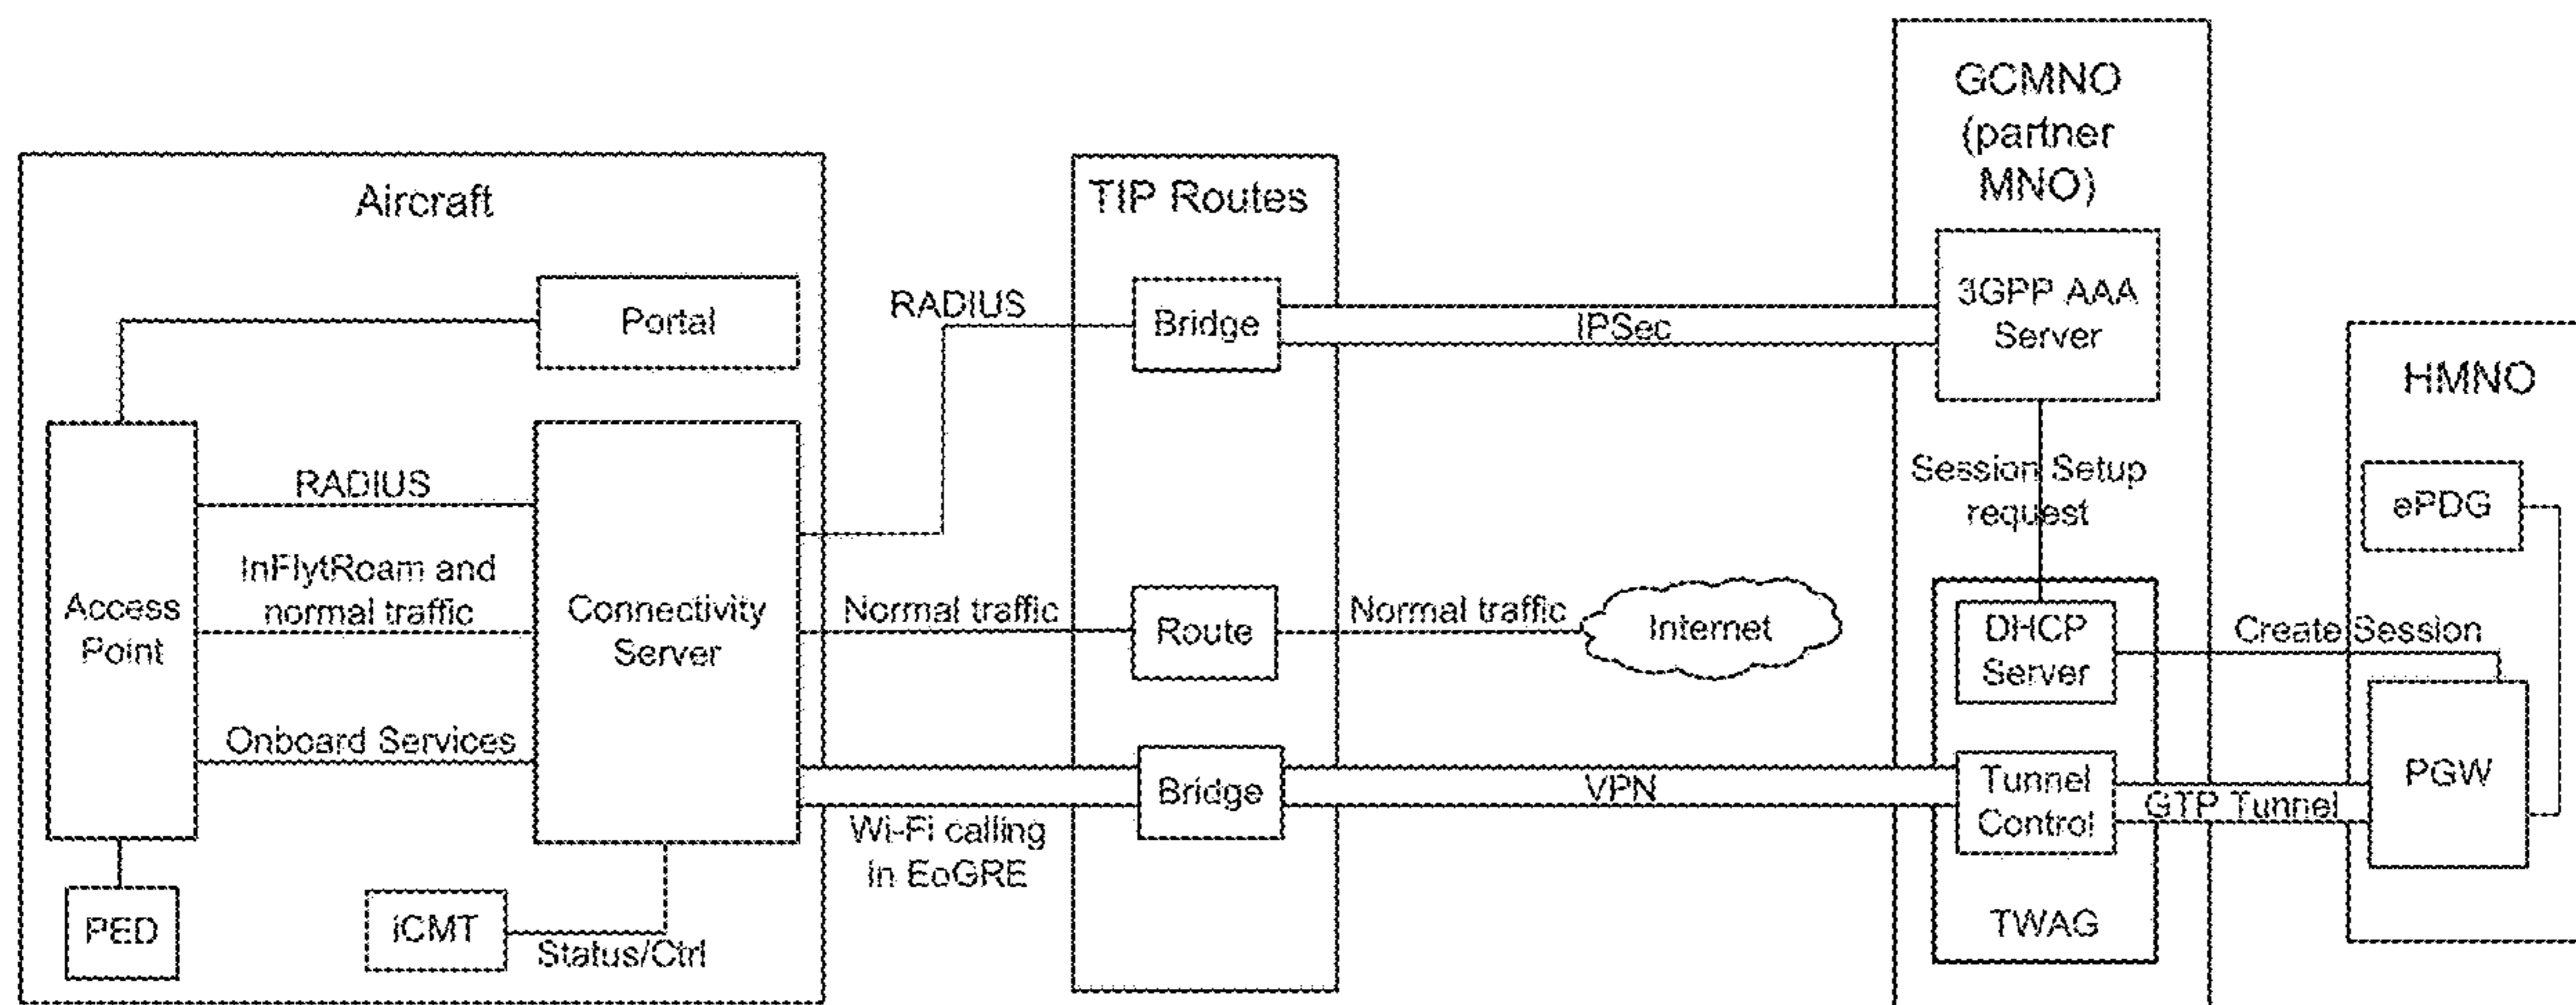 Aircraft
Portal
Access
Point
RADIUS
InFlytRoam and
normal traffic
Onboard Services
Connectivity
Server
PED
iCMT
Status/Ctrl
RADIUS
Normal traffic
Wi-Fi calling
in EoGRE
TIP Routes
Bridge
Route
Bridge
IPSec
Normal traffic
Internet
VPN
GCMNO
(partner
MNO)
3GPP AAA
Server
Session Setup
request
DHCP
Server
Tunnel
Control
TWAG
Create Session
GTP Tunnel
HMNO
ePDG
PGW